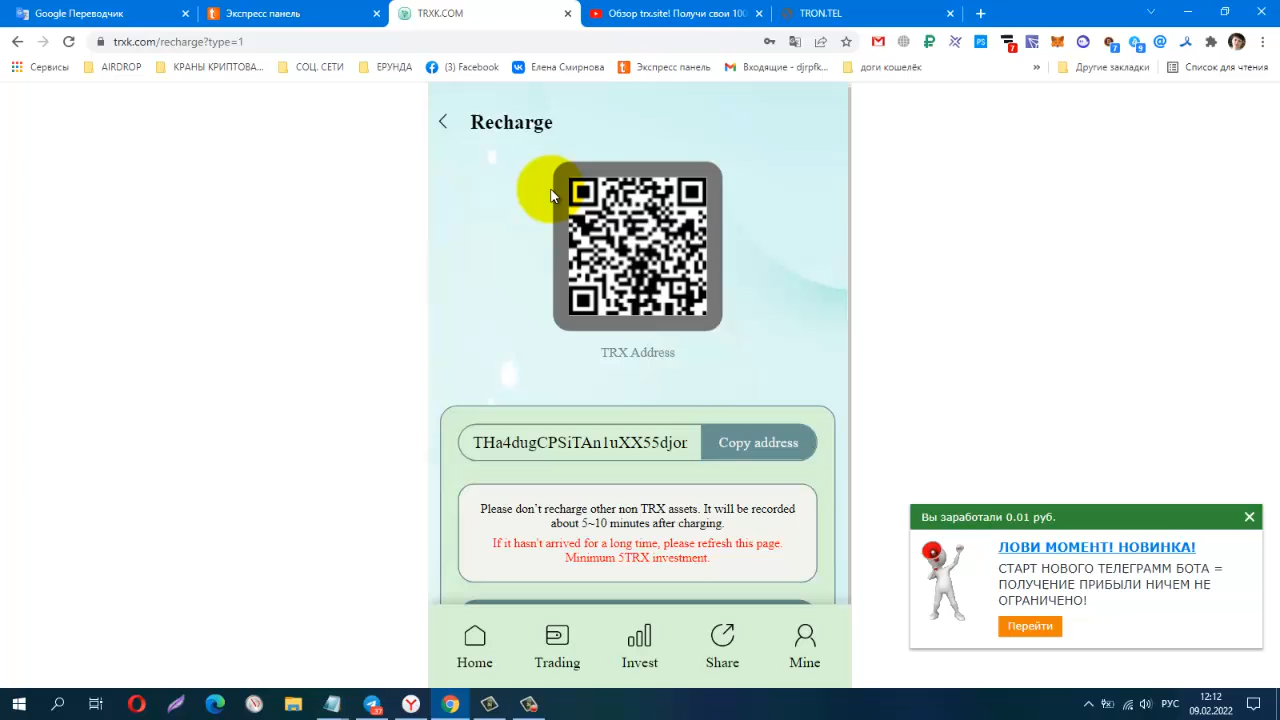 Google Переводчик
Экспресс панель
TRXK.COM
Обзор trx.site! Получи свои 100
TRON.TEL
trxk.com/recharge?type=1
7
7
9
Сервисы
AIRDROP
КРАНЫ КРИПТОВА...
СОЦ. СЕТИ
ЕРУНДА
(3) Facebook
Елена Смирнова
Экспресс панель
Входящие - djrpfk...
доги кошелёк
»
Другие закладки
Список для чтения
Recharge
TRX Address
THa4dugCPSiTAn1uXX55djor
Copy address
Please don`t recharge other non TRX assets. It will be recorded
about 5~10 minutes after charging.
If it hasn't arrived for a long time, please refresh this page.
Minimum 5TRX investment.
Home
Trading
Invest
Share
Mine
Вы заработали 0.01 руб.
ЛОВИ МОМЕНТ! НОВИНКА!
СТАРТ НОВОГО ТЕЛЕГРАММ БОТА =
ПОЛУЧЕНИЕ ПРИБЫЛИ НИЧЕМ НЕ
ОГРАНИЧЕНО!
Перейти
РУС
12:12
09.02.2022